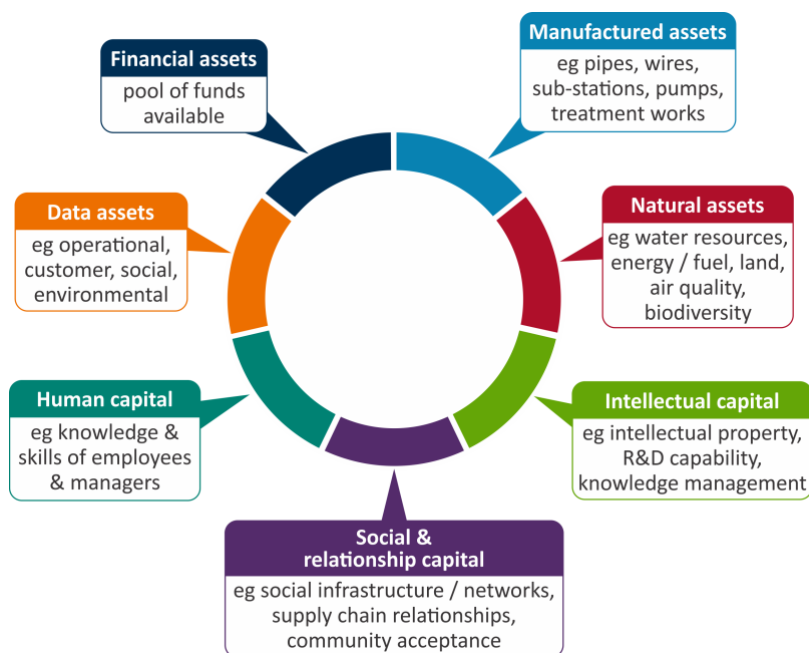 Financial assets
pool of funds
available
Manufactured assets
eg pipes, wires,
sub-stations, pumps,
treatment works
Data assets
eg operational,
customer, social,
environmental
Natural assets
eg water resources,
energy / fuel, land,
air quality,
biodiversity
Human capital
eg knowledge &
skills of employees
& managers
Intellectual capital
eg intellectual property,
R&D capability,
knowledge management
Social &
relationship capital
eg social infrastructure / networks,
supply chain relationships,
community acceptance